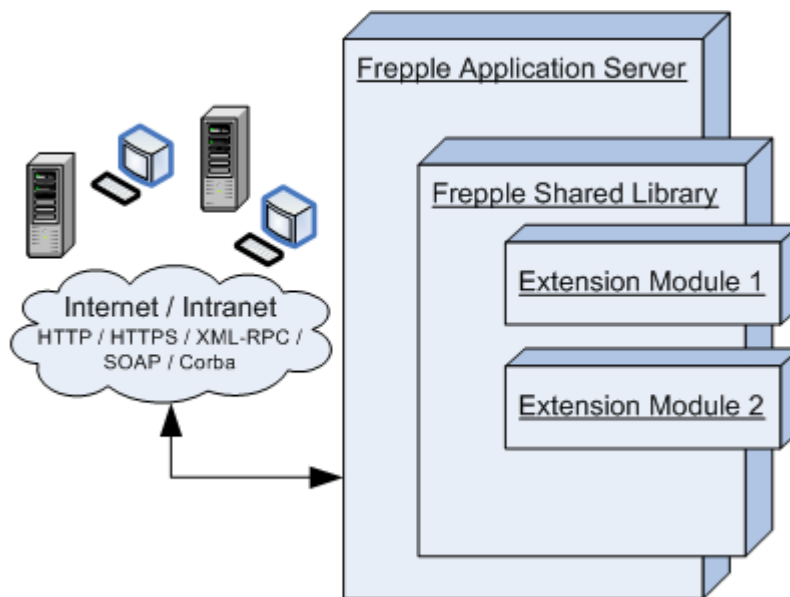 Frepple Application Server
Frepple Shared Library
Extension Module 1
Extension Module 2
Internet / Intranet
HTTP / HTTPS / XML-RPC /
SOAP / Corba